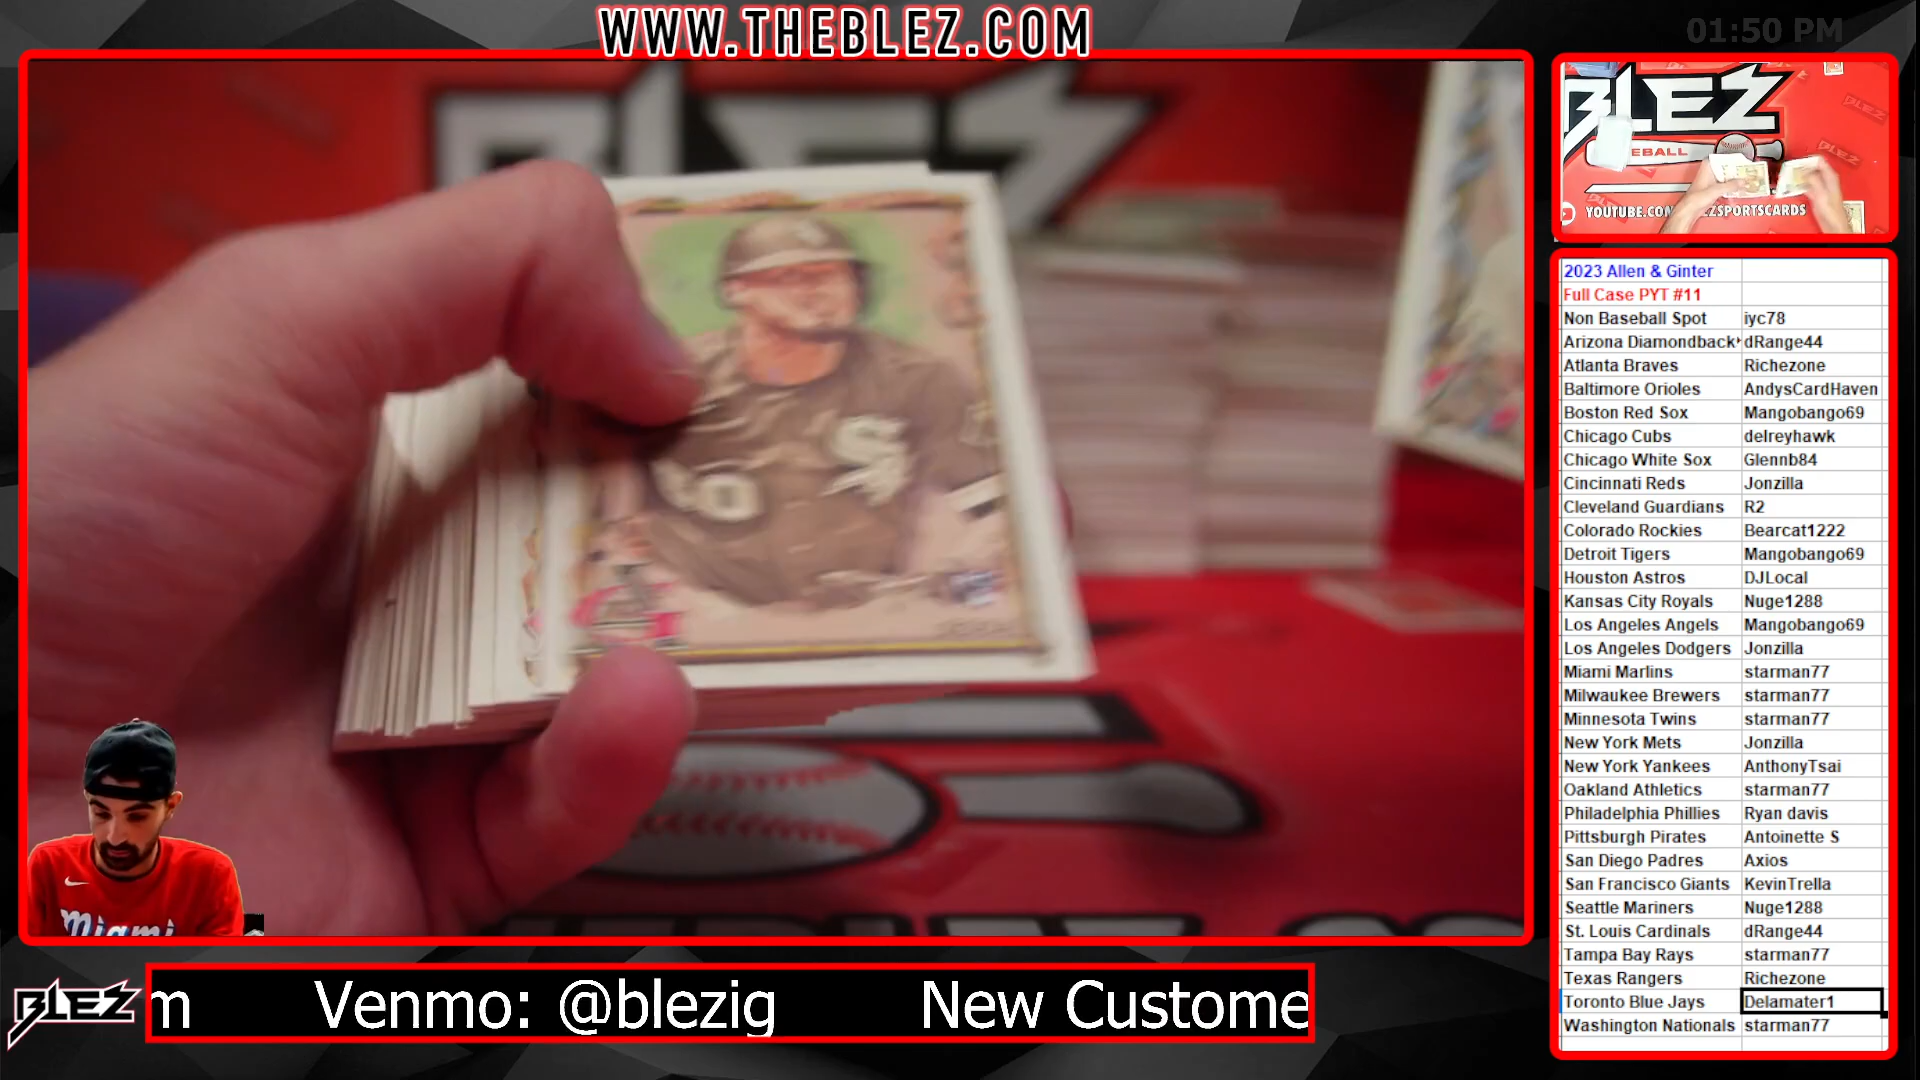 WWW.THEBLEZ.COM
01:50 PM
BLEZ
BLEZ
BLEZ
BLEZ
EBALL
YOUTUBE.COM
ZSPORTSCARDS
2023 Allen & Ginter
Full Case PYT #11
Non Baseball Spot iyc78
Arizona Diamondback dRange44
Atlanta Braves Richezone
Baltimore Orioles AndysCardHaven
Boston Red Sox Mangobango69
Chicago Cubs delreyhawk
Chicago White Sox Glennb84
Cincinnati Reds Jonzilla
Cleveland Guardians R2
Colorado Rockies Bearcat1222
Detroit Tigers Mangobango69
Houston Astros DJLocal
Kansas City Royals Nuge1288
Los Angeles Angels Mangobango69
Los Angeles Dodgers Jonzilla
Miami Marlins starman77
Milwaukee Brewers starman77
Minnesota Twins starman77
New York Mets Jonzilla
New York Yankees AnthonyTsai
Oakland Athletics starman77
Philadelphia Phillies Ryan davis
Pittsburgh Pirates Antoinette S
San Diego Padres Axios
San Francisco Giants KevinTrella
Seattle Mariners Nuge1288
St. Louis Cardinals dRange44
Tampa Bay Rays starman77
Texas Rangers Richezone
Toronto Blue Jays Delamater1
Washington Nationals starman77
Miami
BLEZ
m Venmo: @blezig New Custome